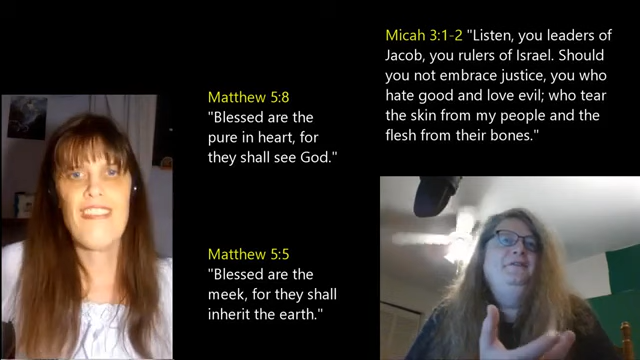 Matthew 5:8
"Blessed are the
pure in heart, for
they shall see God."
Matthew 5:5
"Blessed are the
meek, for they shall
inherit the earth."
Micah 3:1-2 "Listen, you leaders of
Jacob, you rulers of Israel. Should
you not embrace justice, you who
hate good and love evil; who tear
the skin from my people and the
flesh from their bones."